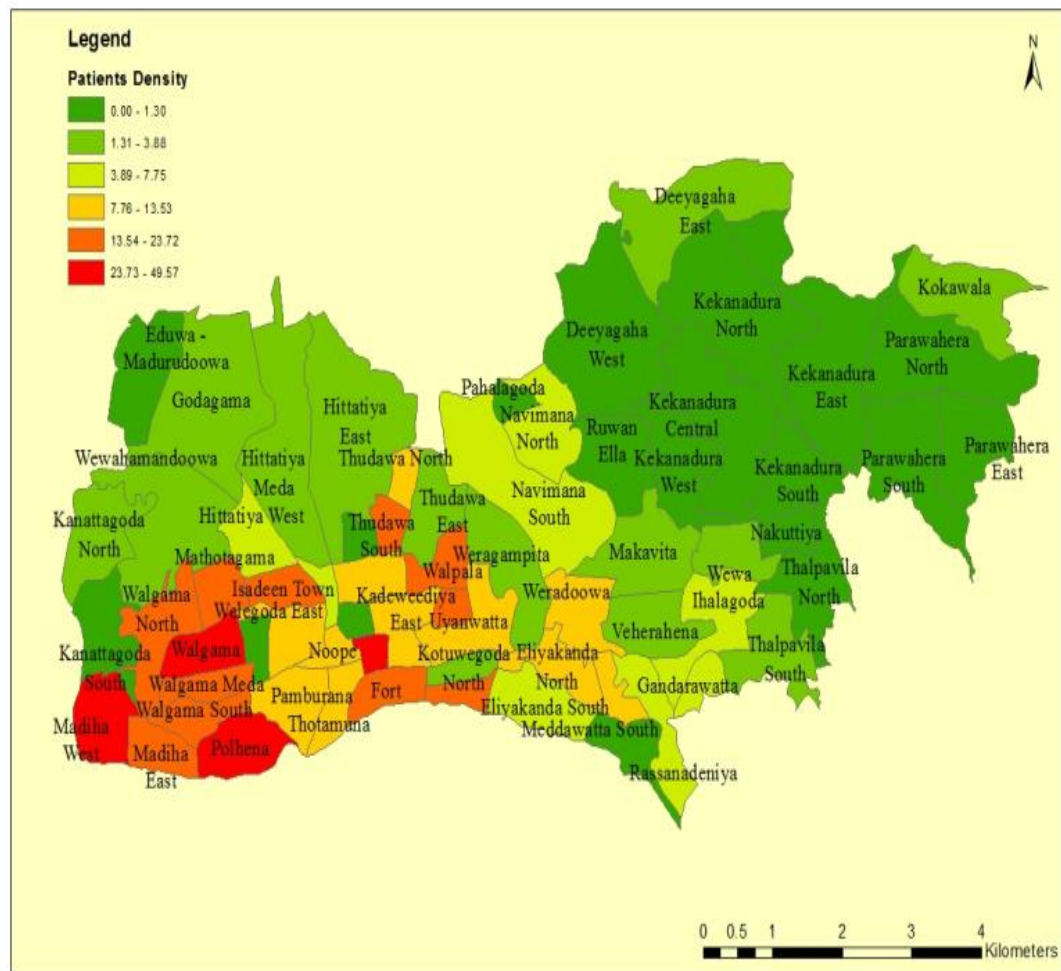 Legend
N
Patients Density
0.00 - 1.30
1.31 - 3.88
3.89 - 7.75
7.76 - 13.53
13.54 - 23.72
23.73 - 49.57
Deeyagaha
East
Kokawala
Kekanadura
North
Eduwa -
Madurudoowa
Deeyagaha
West
Parawahera
North
Kekanadura
East
Godagama
Pahalagoda
Navimana
North
Hittatiya
East
Ruwan
Ella
Kekanadura
Central
Parawahera
East
Wewahamandoowa
Hittatiya
Meda
Thudawa North
Kekanadura
West
Kekanadura
South
Parawahera
South
Navimana
South
Kanattagoda
North
Hittatiya West
Thudawa
East
Thudawa
South
Nakuttiya
Mathotagama
Weragampita
Makavita
Walpala
Wewa
Ihalagoda
Thalpavila
North
Walgama
North
Isadeen Town
Welegoda East
Kadeweediya
East
Uyanwatta
Weradoowa
Veherahena
Kanattagoda
South
Walgama
Noope
Kotuwegoda
North
Eliyakanda
North
Thalpavila
South
Walgama Meda
Walgama South
Pamburana
Fort
Gandarawatta
Eliyakanda South
Thotamuna
Meddawatta South
Madiha
West
Madiha
East
Polhena
Rassanadeniya
0 0.5 1 2 3 4
Kilometers